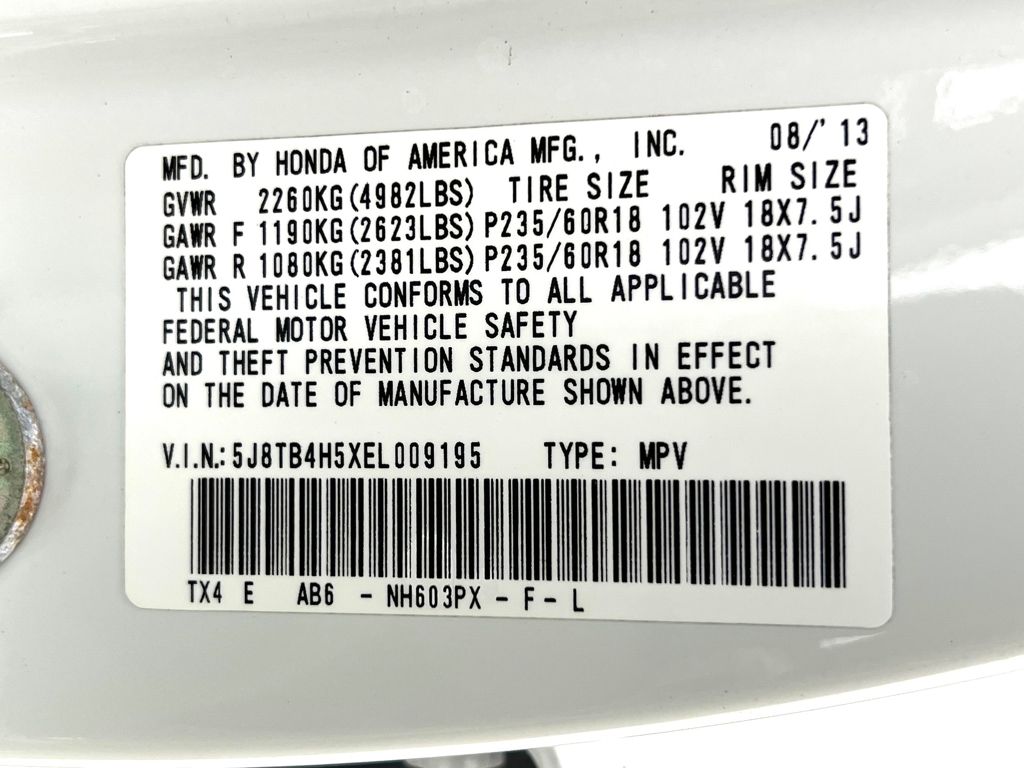 MFD. BY HONDA OF AMERICA MFG., INC. 08/'13
GVWR 2260KG(4982LBS) TIRE SIZE RIM SIZE
GAWR F 1190KG(2623LBS) P235/60R18 102V 18X7.5J
GAWR R 1080KG(2381LBS) P235/60R18 102V 18X7.5J
THIS VEHICLE CONFORMS TO ALL APPLICABLE
FEDERAL MOTOR VEHICLE SAFETY
AND THEFT PREVENTION STANDARDS IN EFFECT
ON THE DATE OF MANUFACTURE SHOWN ABOVE.
V.I.N.: 5J8TB4H5XEL009195 TYPE: MPV
TX4 E AB6 - NH603PX - F - L